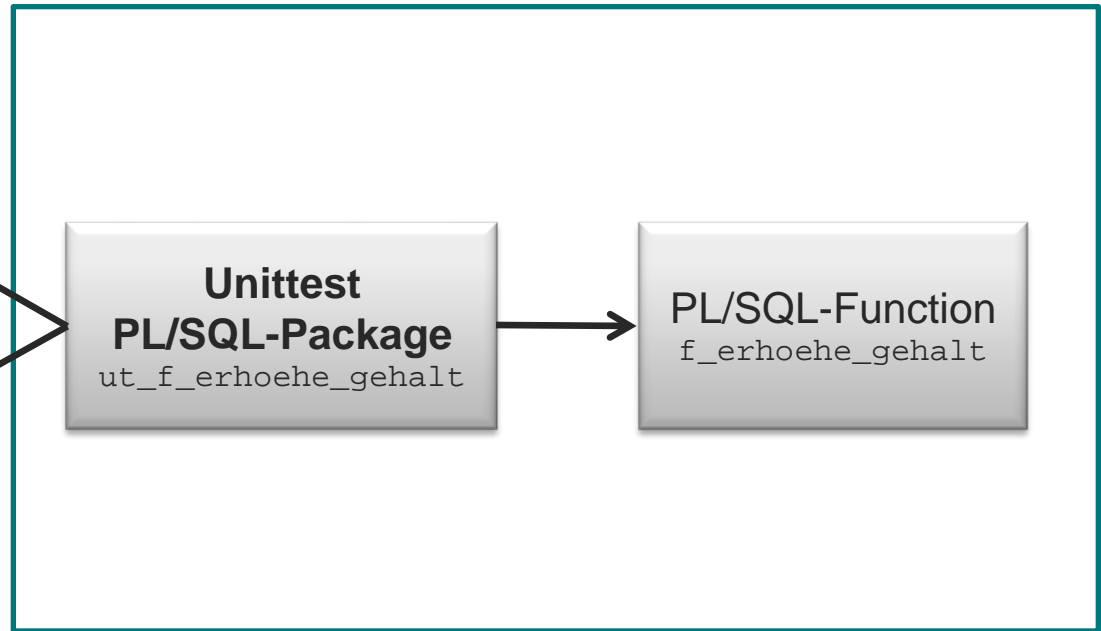 Unittest
PL/SQL-Package
ut_f_erhoehe_gehalt
PL/SQL-Function
f_erhoehe_gehalt